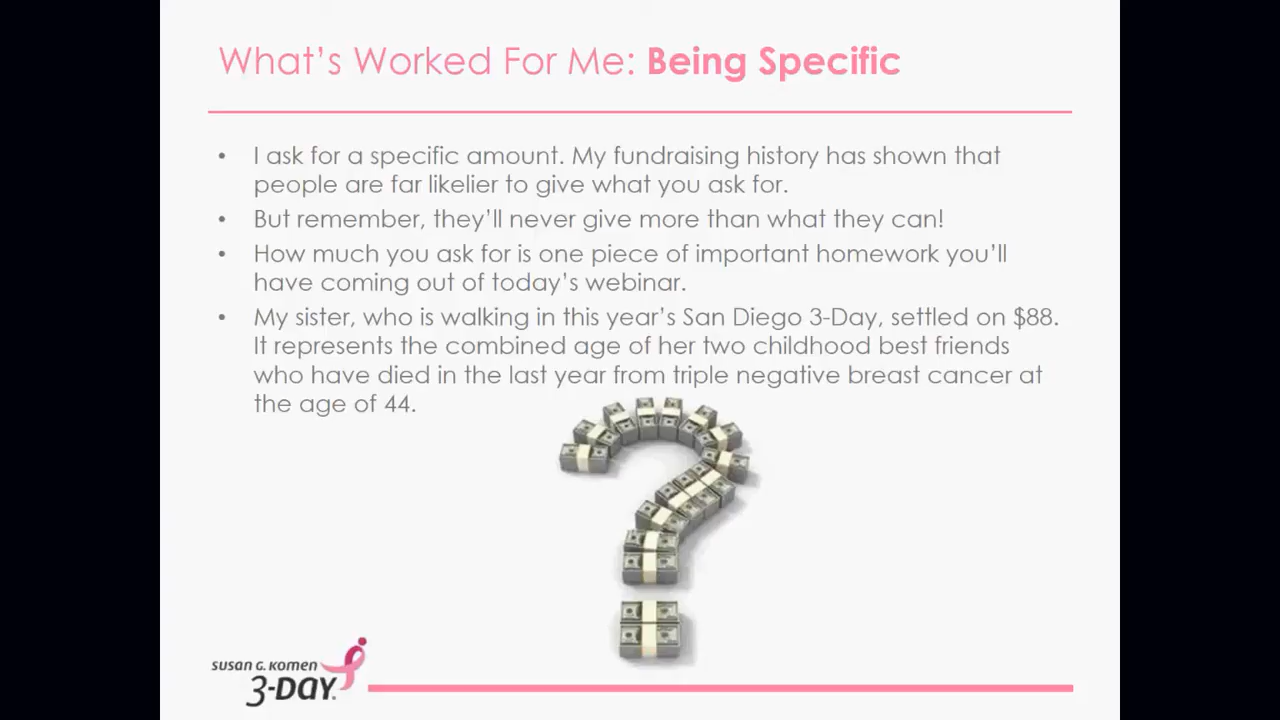 What's Worked For Me: Being Specific
• I ask for a specific amount. My fundraising history has shown that
people are far likelier to give what you ask for.
• But remember, they'll never give more than what they can!
• How much you ask for is one piece of important homework you'll
have coming out of today's webinar.
• My sister, who is walking in this year's San Diego 3-Day, settled on $88.
It represents the combined age of her two childhood best friends
who have died in the last year from triple negative breast cancer at
the age of 44.
SUSAN G. KOMEN
3-DAY.